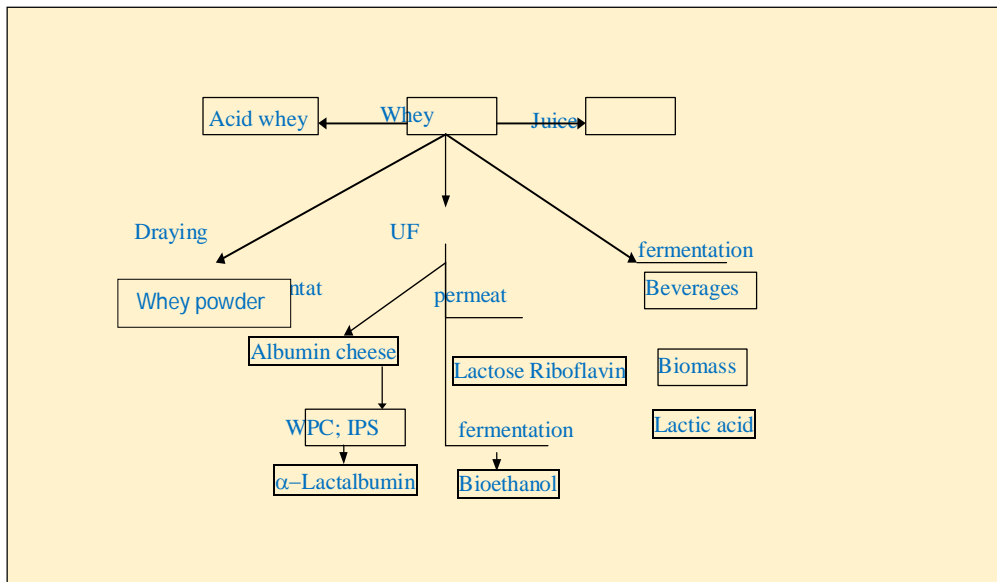 Acid whey
Whey
Juice
Draying
UF
fermentation
Whey powder
ntat
permeat
Beverages
Albumin cheese
Lactose Riboflavin
Biomass
Lactic acid
WPC; IPS
fermentation
α–Lactalbumin
Bioethanol